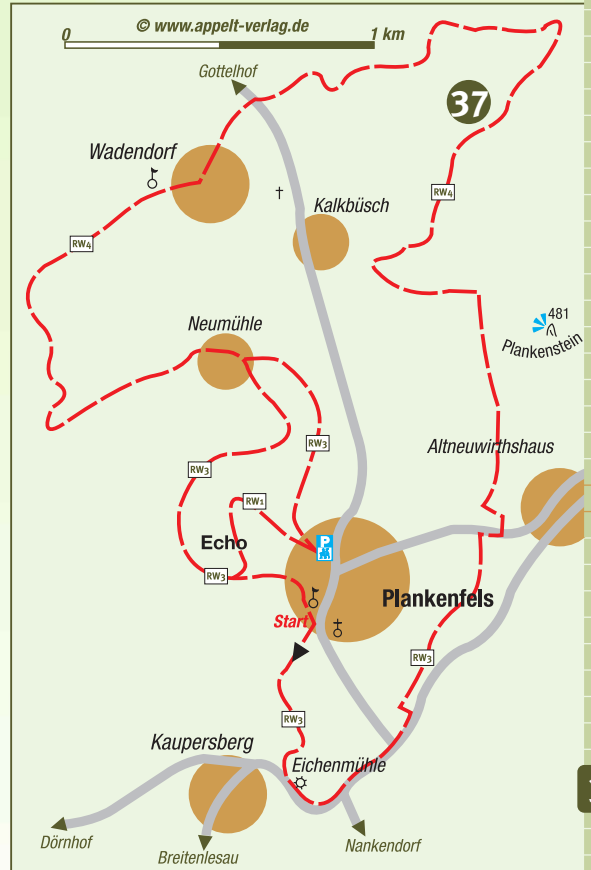 © www.appelt-verlag.de
0 1 km
Gottelhof
37
Wadendorf
RW4
Kalkbüsch
RW4
481
Plankenstein
Neumühle
Altneuwirthshaus
RW3
RW3
RW1
Echo
P
RW3
Plankenfels
Start
RW3
RW3
Kaupersberg
Eichenmühle
Dörnhof
Breitenlesau
Nankendorf